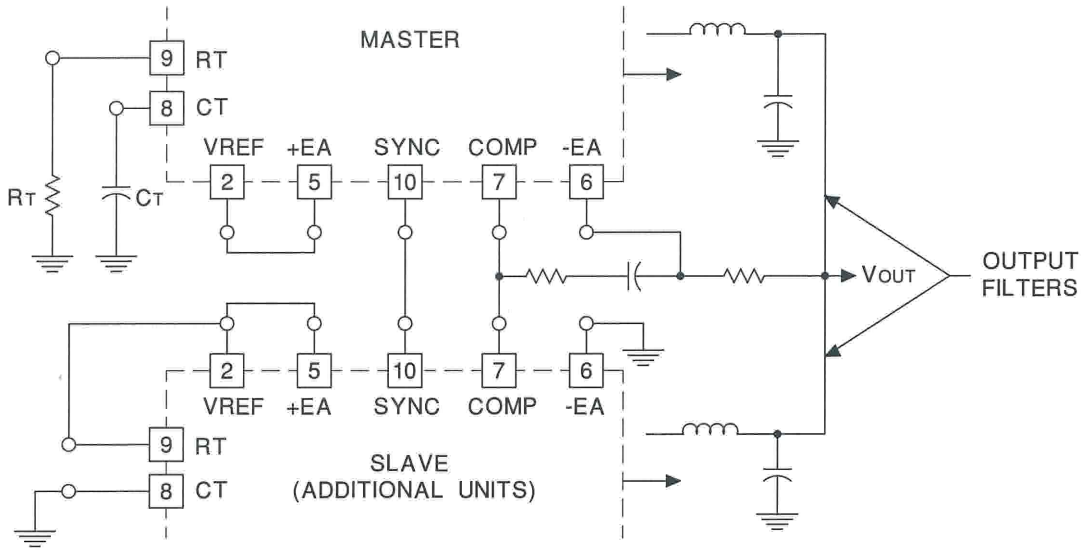 MASTER
9 RT
8 CT
RT
CT
VREF +EA SYNC COMP -EA
2 5 10 7 6
VOUT
OUTPUT
FILTERS
2 5 10 7 6
VREF +EA SYNC COMP -EA
9 RT
8 CT
SLAVE
(ADDITIONAL UNITS)